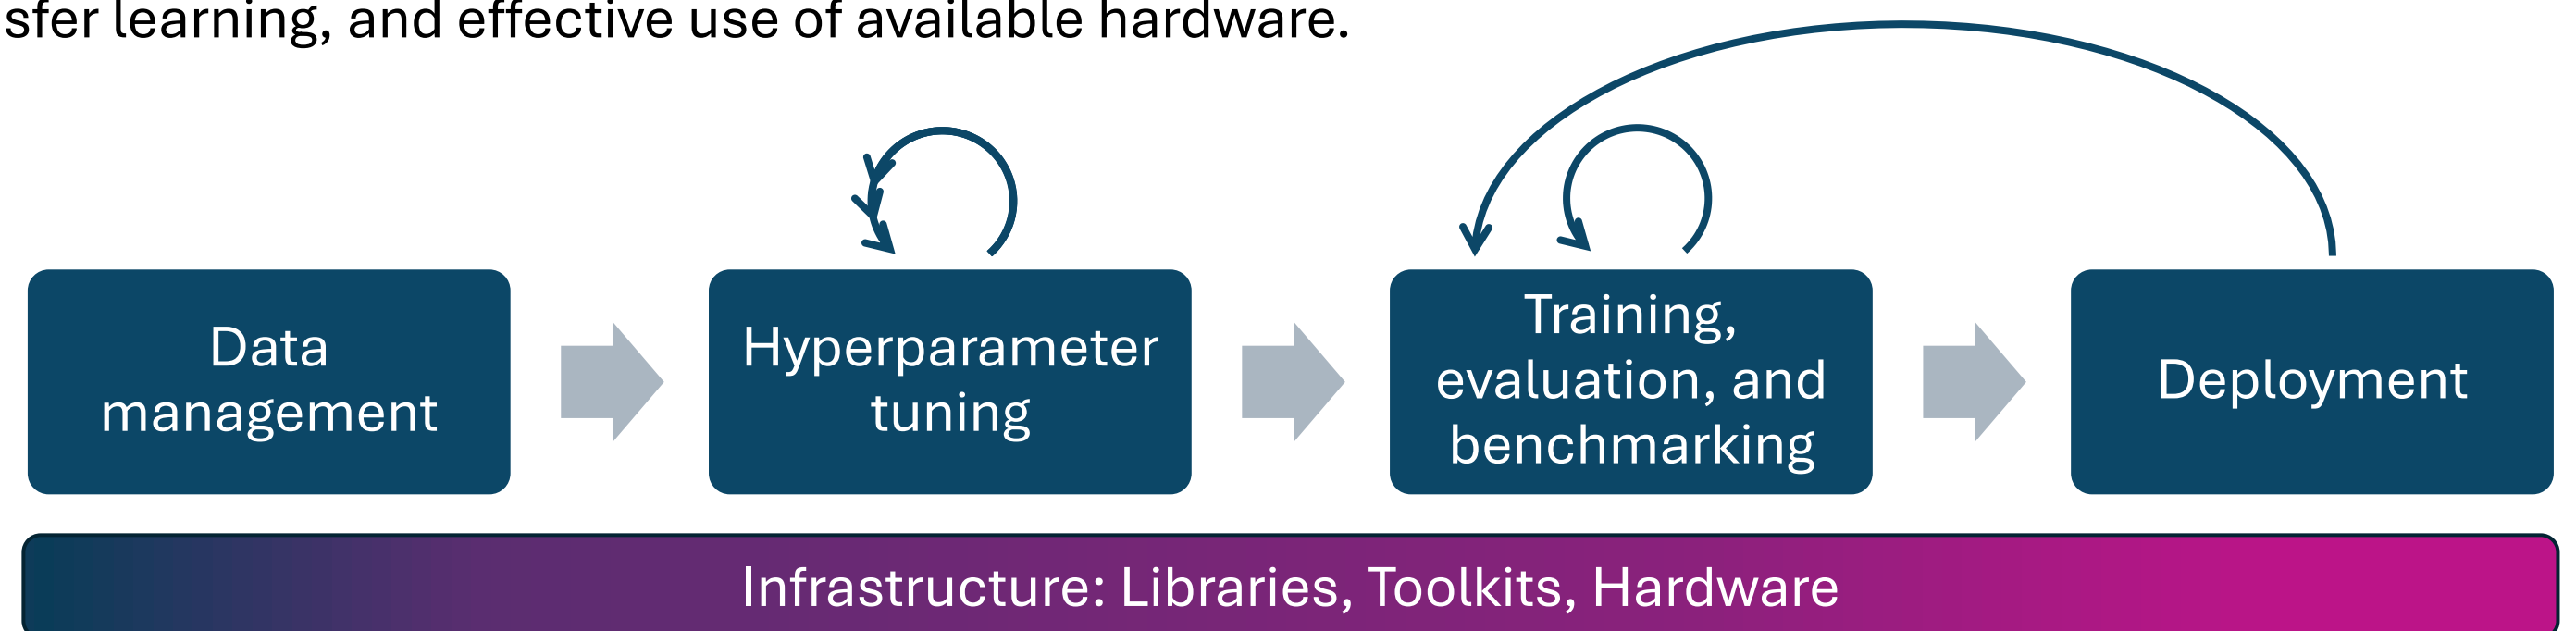 sfer learning, and effective use of available hardware.
Data
management
Hyperparameter
tuning
Training,
evaluation, and
benchmarking
Deployment
Infrastructure: Libraries, Toolkits, Hardware